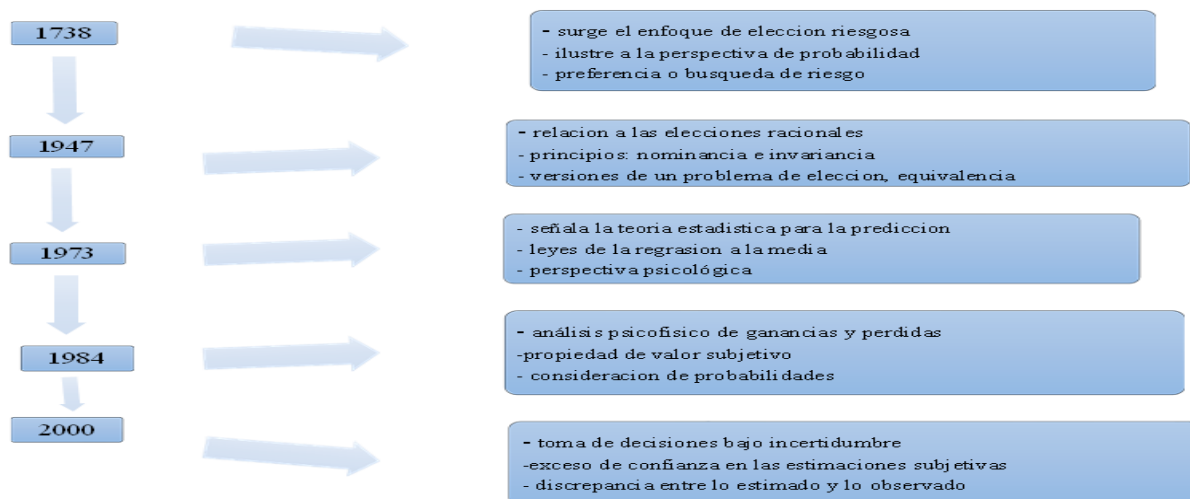 1738
- surge el enfoque de eleccion riesgosa
- ilustre a la perspectiva de probabilidad
- preferencia o busqueda de riesgo
1947
- relacion a las elecciones racionales
- principios: nominancia e invariancia
- versiones de un problema de eleccion, equivalencia
1973
- señala la teoria estadistica para la prediccion
- leyes de la regrasion a la media
- perspectiva psicológica
1984
- análisis psicofisico de ganancias y perdidas
-propiedad de valor subjetivo
- consideracion de probabilidades
2000
- toma de decisiones bajo incertidumbre
-exceso de confianza en las estimaciones subjetivas
- discrepancia entre lo estimado y lo observado